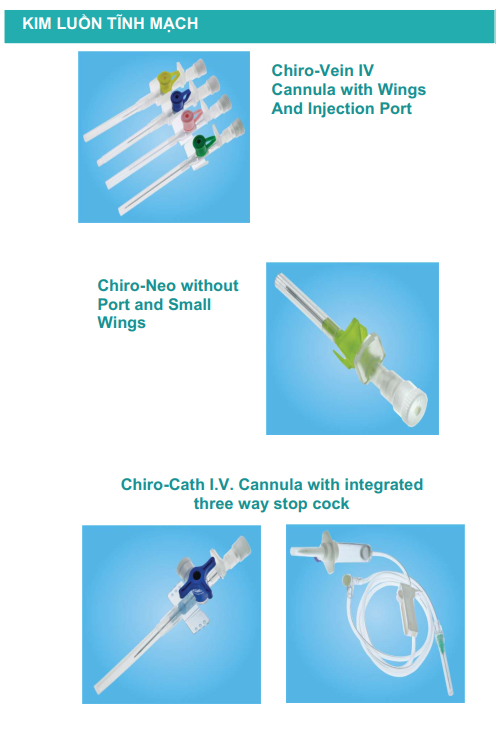 KIM LUỒN TĨNH MẠCH
Chiro-Vein IV
Cannula with Wings
And Injection Port
Chiro-Neo without
Port and Small
Wings
Chiro-Cath I.V. Cannula with integrated
three way stop cock